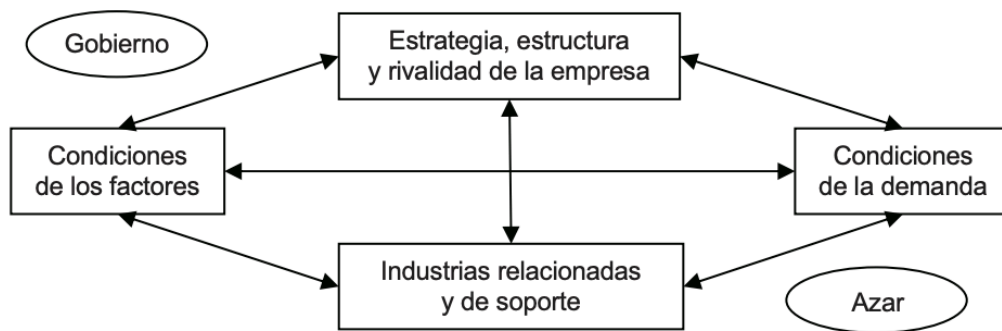 Gobierno
Estrategia, estructura
y rivalidad de la empresa
Condiciones
de los factores
Condiciones
de la demanda
Industrias relacionadas
y de soporte
Azar